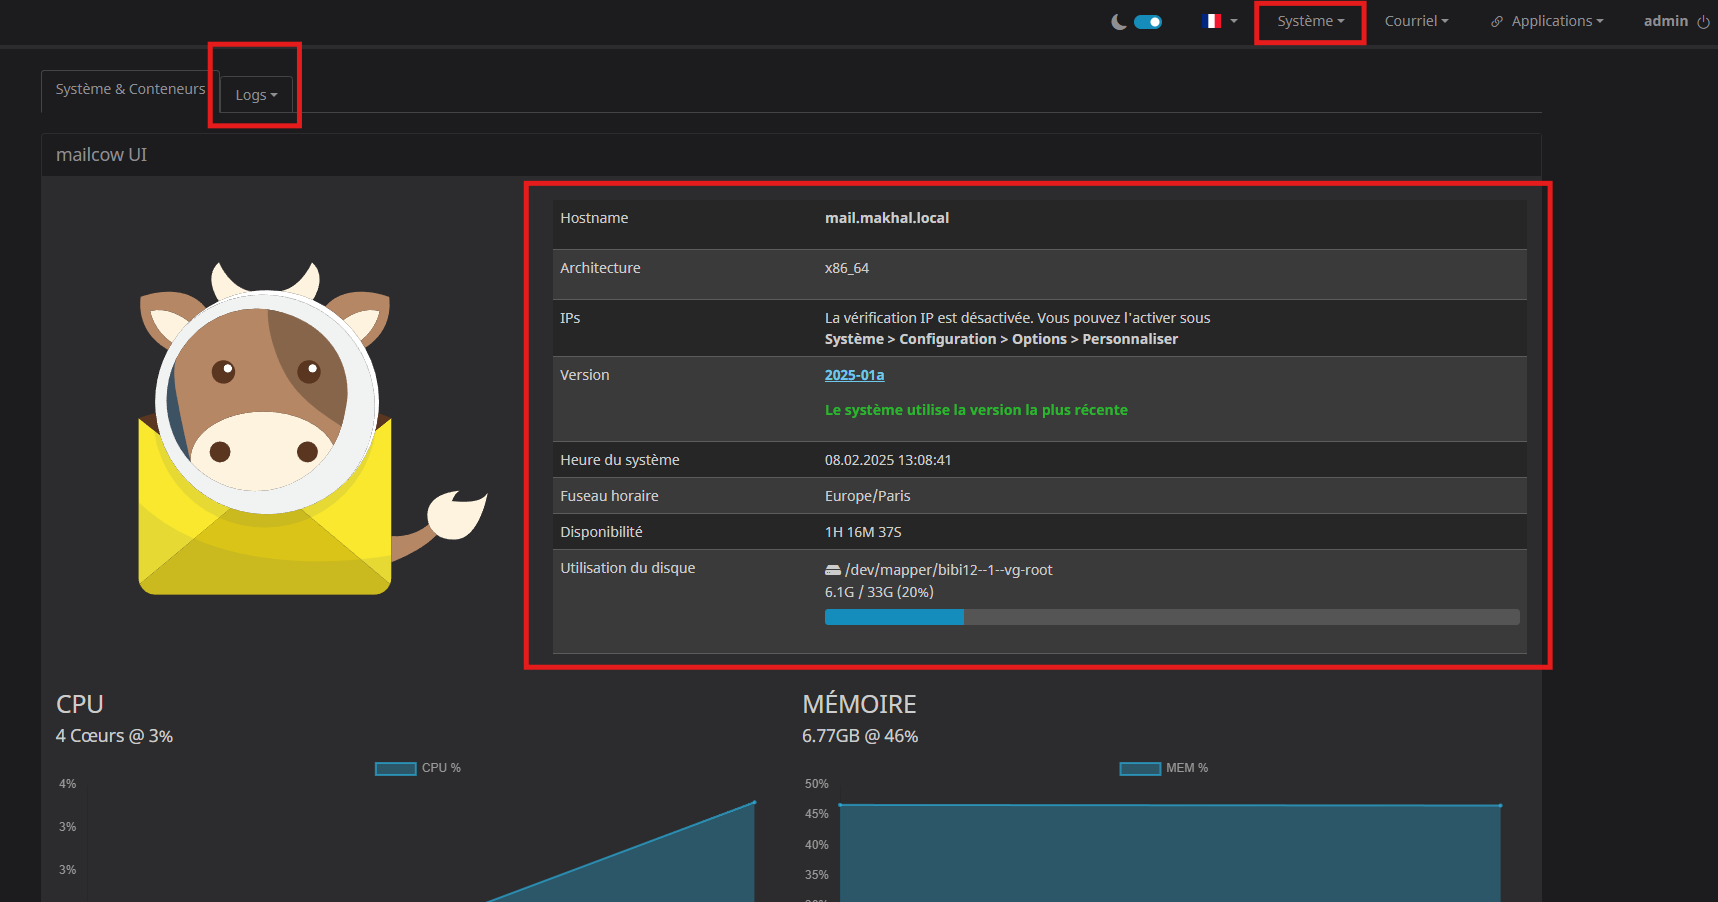 Système
Courriel
Applications
admin
Système & Conteneurs
Logs
mailcow UI
Hostname
mail.makhal.local
Architecture
x86_64
IPs
La vérification IP est désactivée. Vous pouvez l'activer sous
Système > Configuration > Options > Personnaliser
Version
2025-01a
Le système utilise la version la plus récente
Heure du système
08.02.2025 13:08:41
Fuseau horaire
Europe/Paris
Disponibilité
1H 16M 37S
Utilisation du disque
/dev/mapper/bibi12--1--vg-root
6.1G / 33G (20%)
CPU
4 Cœurs @ 3%
CPU %
4%
3%
3%
MÉMOIRE
6.77GB @ 46%
MEM %
50%
45%
40%
35%